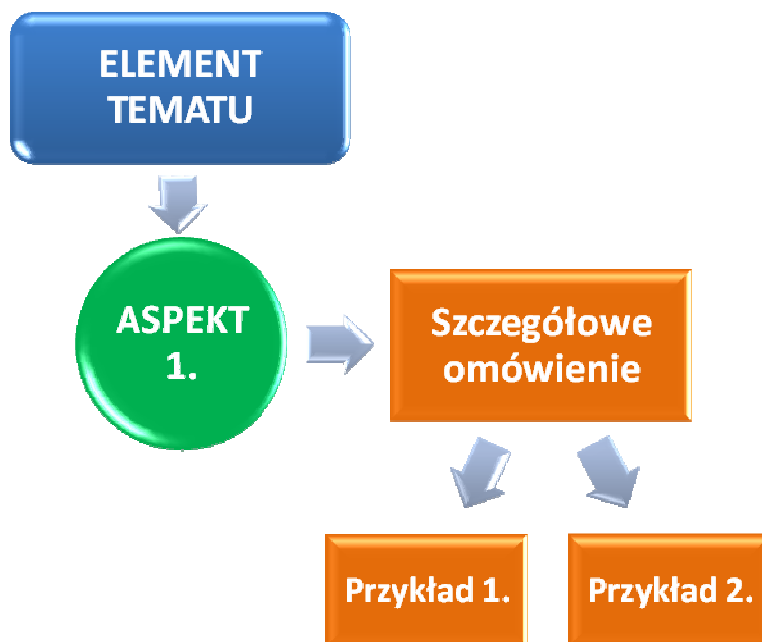 ELEMENT
TEMATU
ASPEKT
1.
Szczegółowe
omówienie
Przykład 1.
Przykład 2.